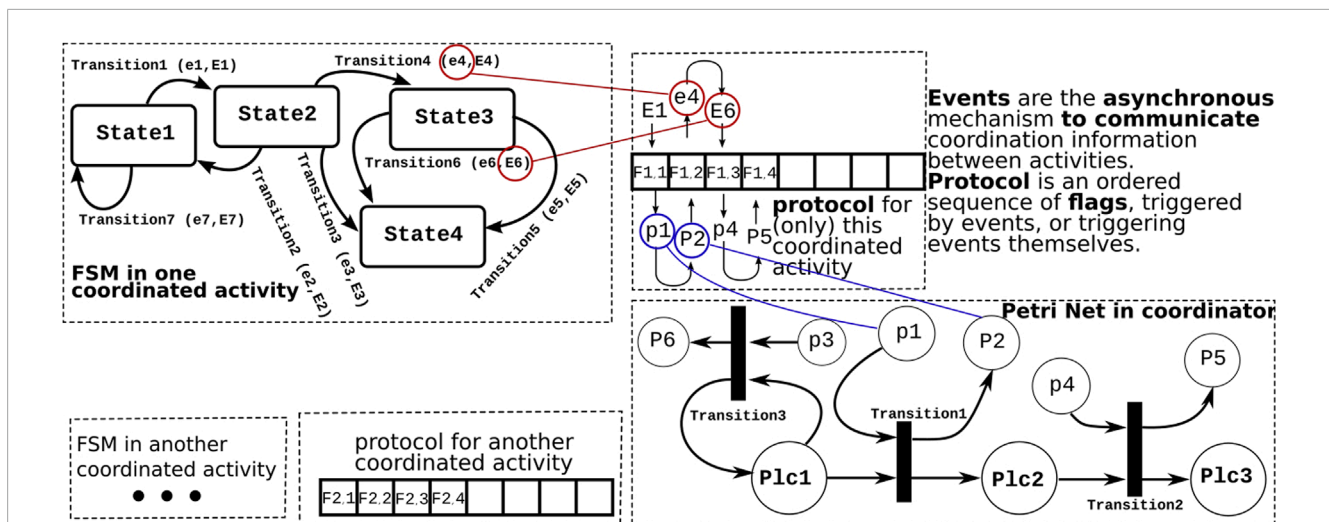 Transition1 (e1,E1)
Transition4 (e4,E4)
State1
State2
State3
Transition6 (e6,E6)
Transition7 (e7,E7)
Transition2 (e2,E2)
Transition3 (e3,E3)
State4
Transition5 (e5,E5)
FSM in one
coordinated activity
E1
e4
E6
F1,1 F1,2 F1,3 F1,4
p1
P2
p4
P5
protocol for
(only) this
coordinated
activity
Events are the asynchronous
mechanism to communicate
coordination information
between activities.
Protocol is an ordered
sequence of flags, triggered
by events, or triggering
events themselves.
Petri Net in coordinator
P6
p3
p1
P2
p4
P5
Transition3
Transition1
Plc1
Plc2
Plc3
Transition2
FSM in another
coordinated activity
protocol for another
coordinated activity
F2,1 F2,2 F2,3 F2,4